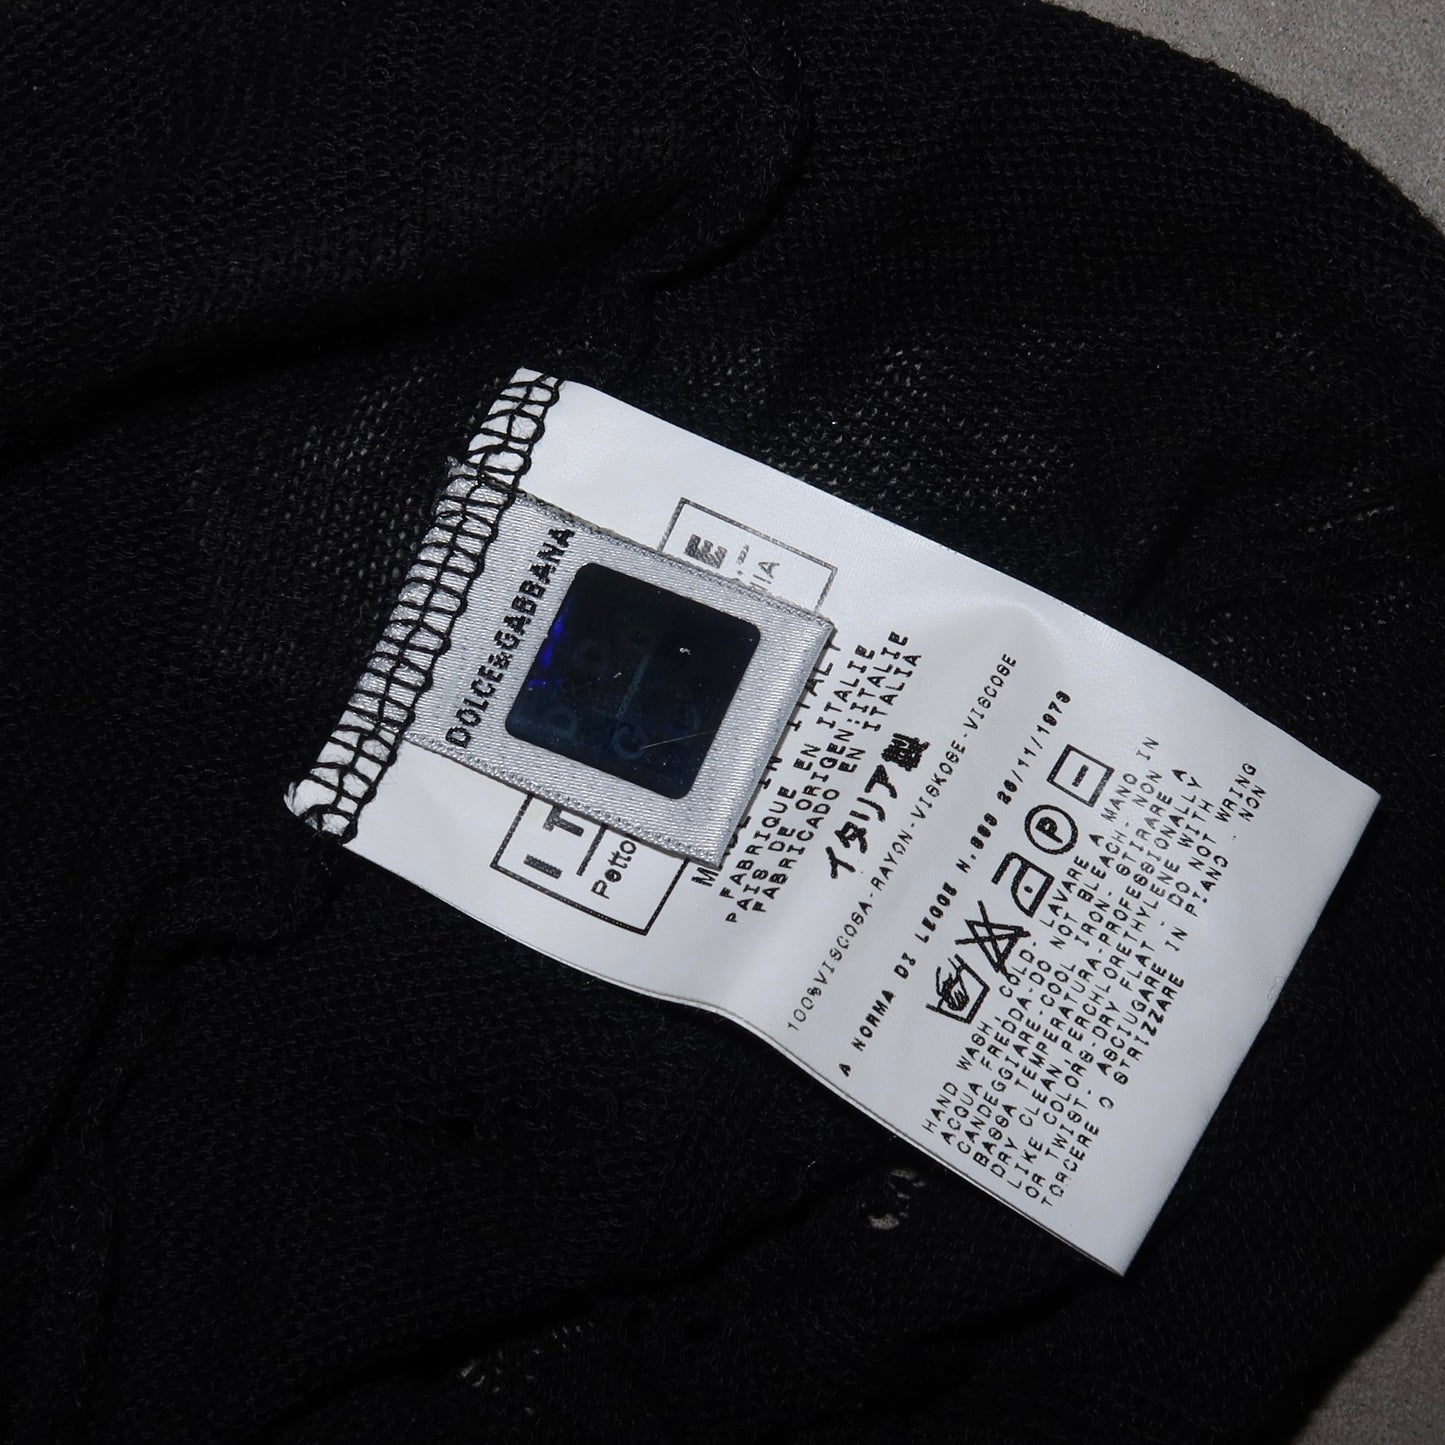 DOLCE&GABBANA
D&G
E
IT
IN ITALY
FABRIQUE EN ITALIE
PAIS DE ORIGEN:ITALIE
FABRICADO EN ITALIA
イタリア製
100%VISCOSA-RAYON-VISKOSE-VISCOSE
A NORMA DI LEGGE N.883 26/11/1973
P
HAND WASH, COLD. LAVARE A MANO IN
ACQUA FREDDA-DO NOT BLEACH. NON
CANDEGGIARE-COOL IRON. STIRARE A
BASSA TEMPERATURA-PROFESSIONALLY
DRY CLEAN,PERCHLORETHYLENE WITH
LIKE COLORS-DRY FLAT. DO NOT WRING
OR TWIST. ASCIUGARE IN PIANO. NON
TORCERE O STRIZZARE